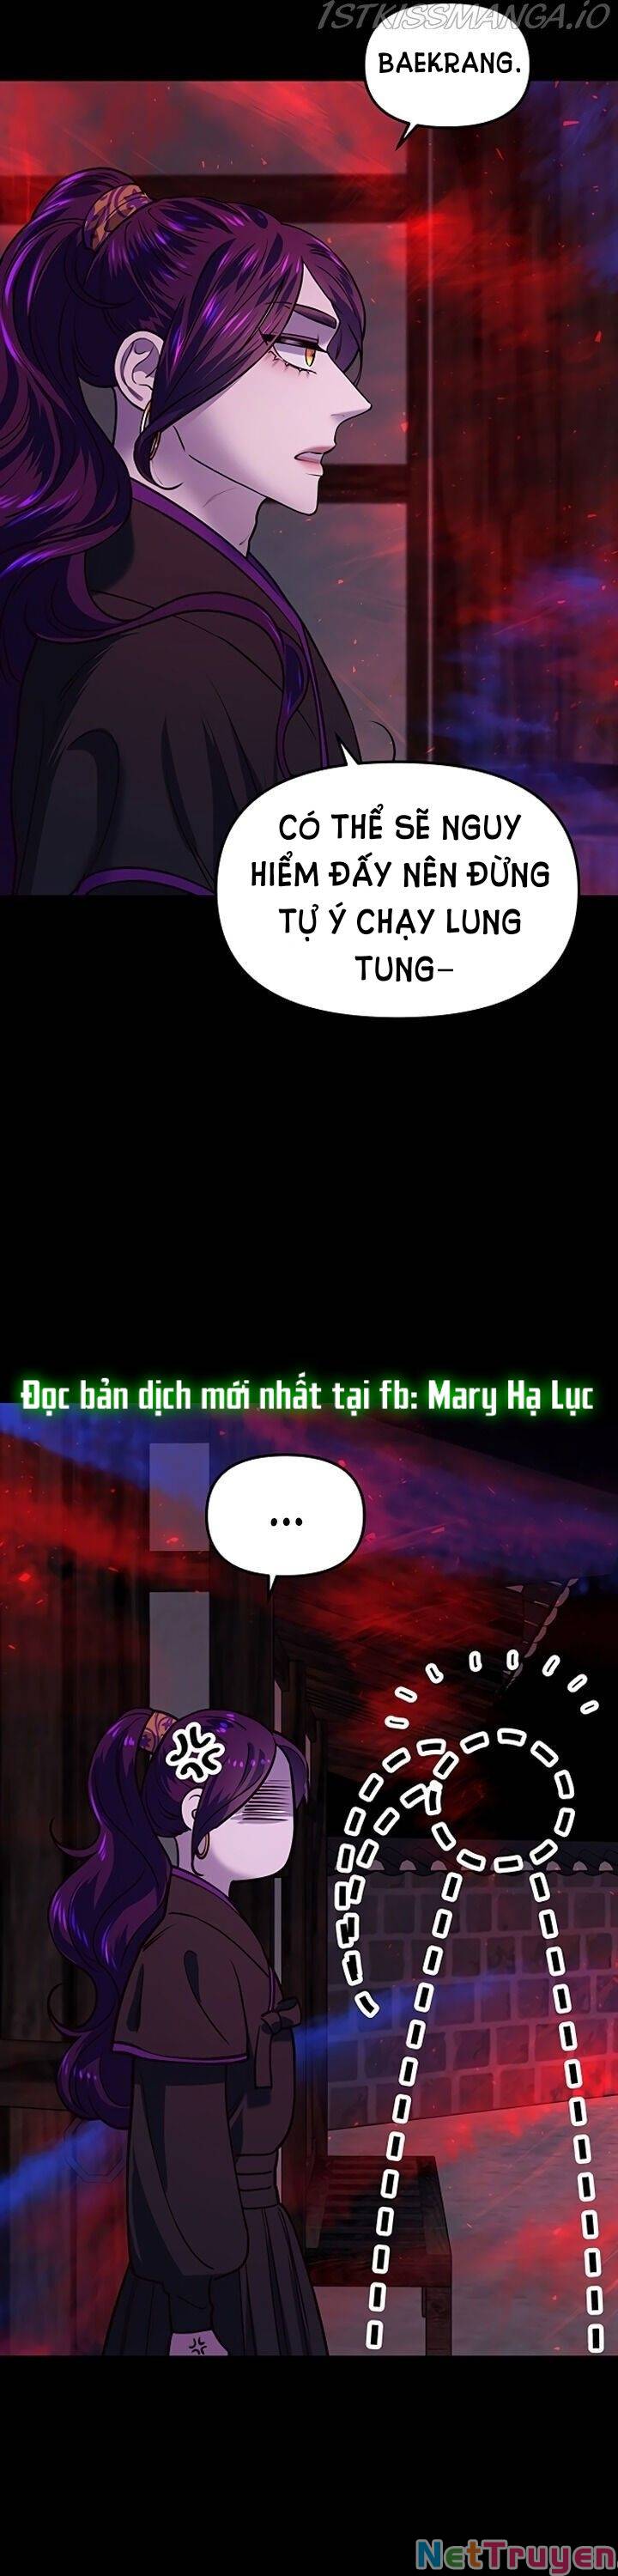 1STKISSMANGA.iO
BAEKRANG.
CÓ THỂ SẼ NGUY
HIỂM ĐẤY NÊN ĐỪNG
TỰ Ý CHẠY LUNG
TUNG–
Đọc bản dịch mới nhất tại fb: Mary Hạ Lục
...
NetTruyen